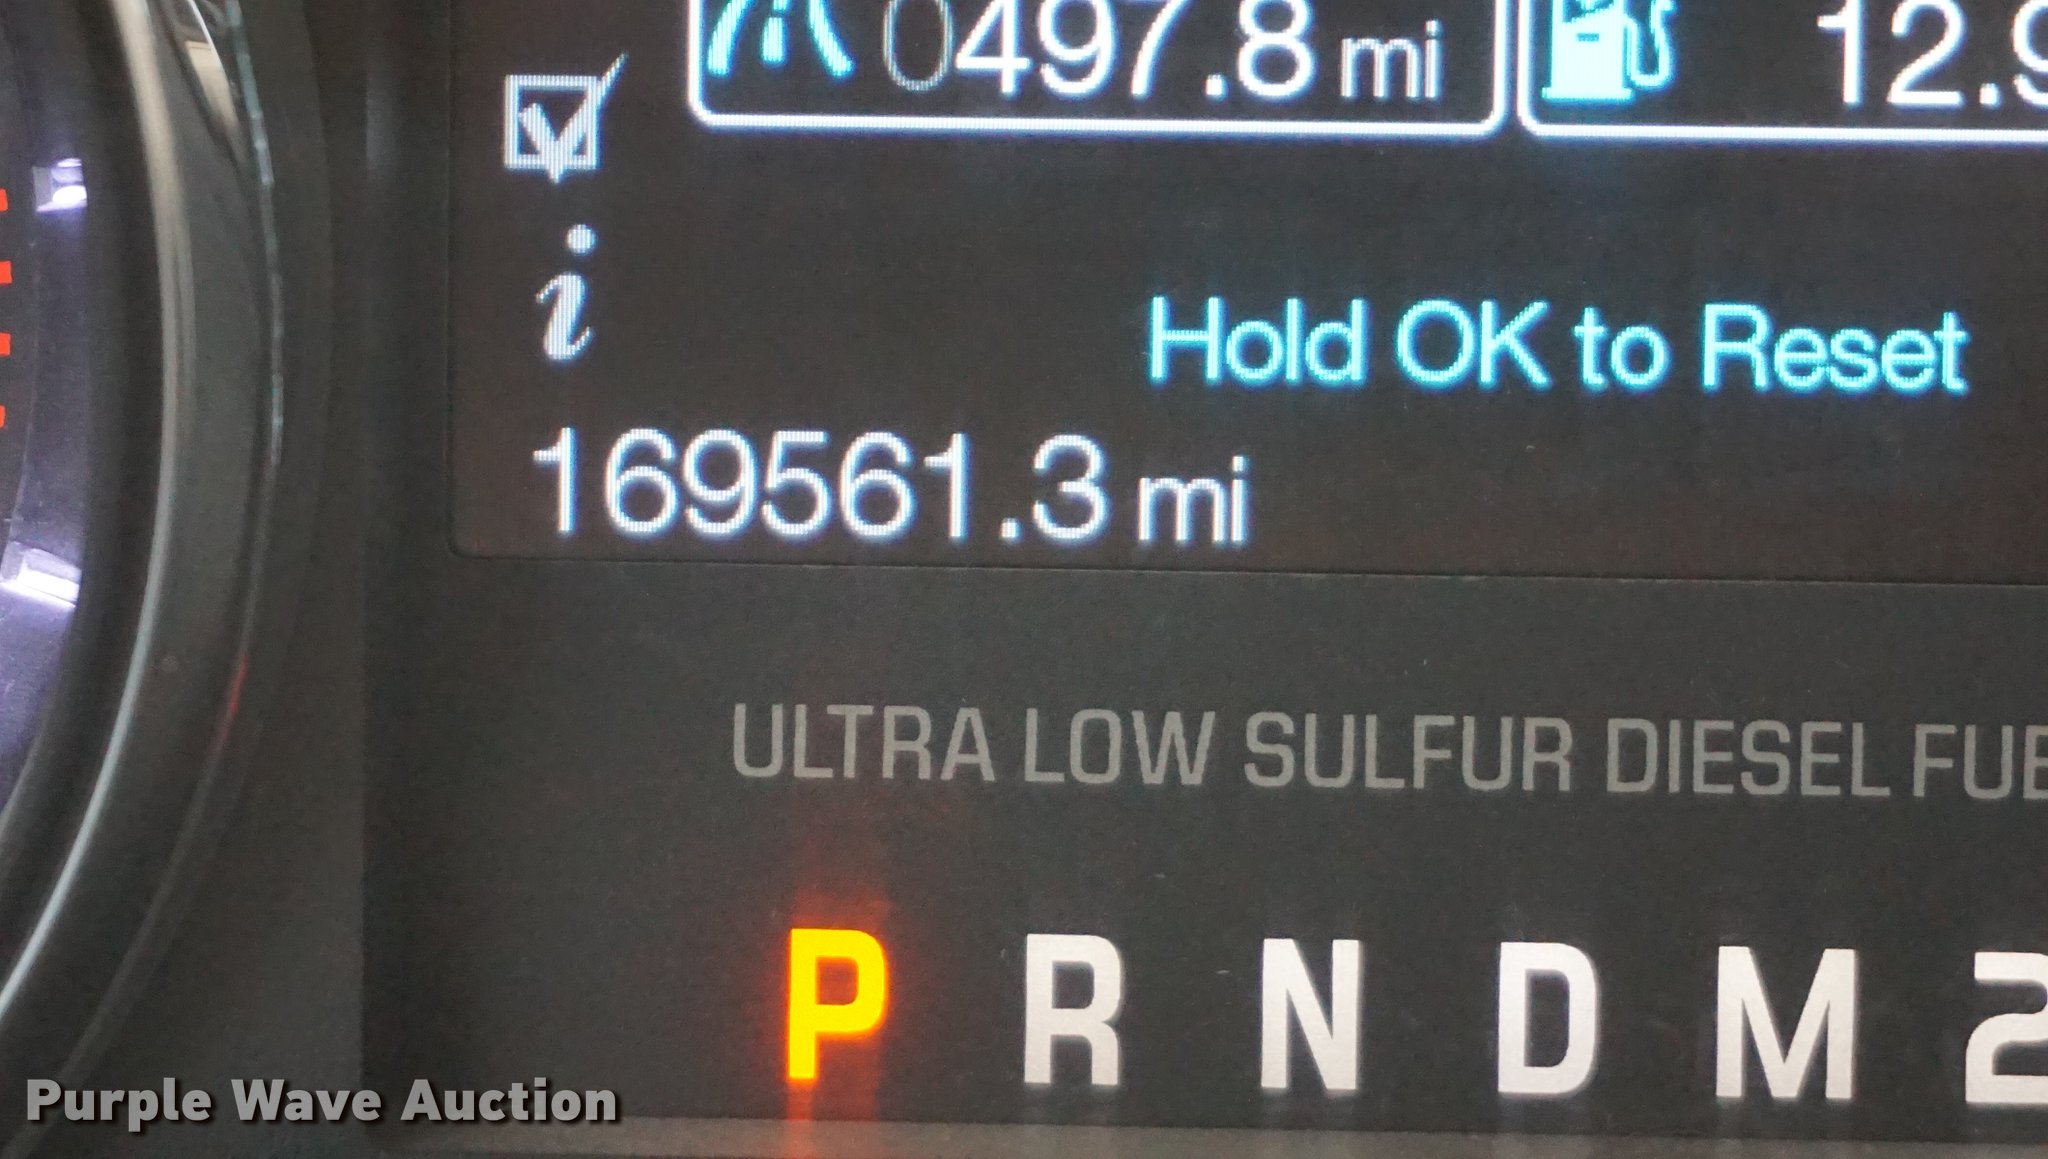 0497.8 mi
12.9
Hold OK to Reset
169561.3 mi
ULTRA LOW SULFUR DIESEL
P R N D M 2
Purple Wave Auction